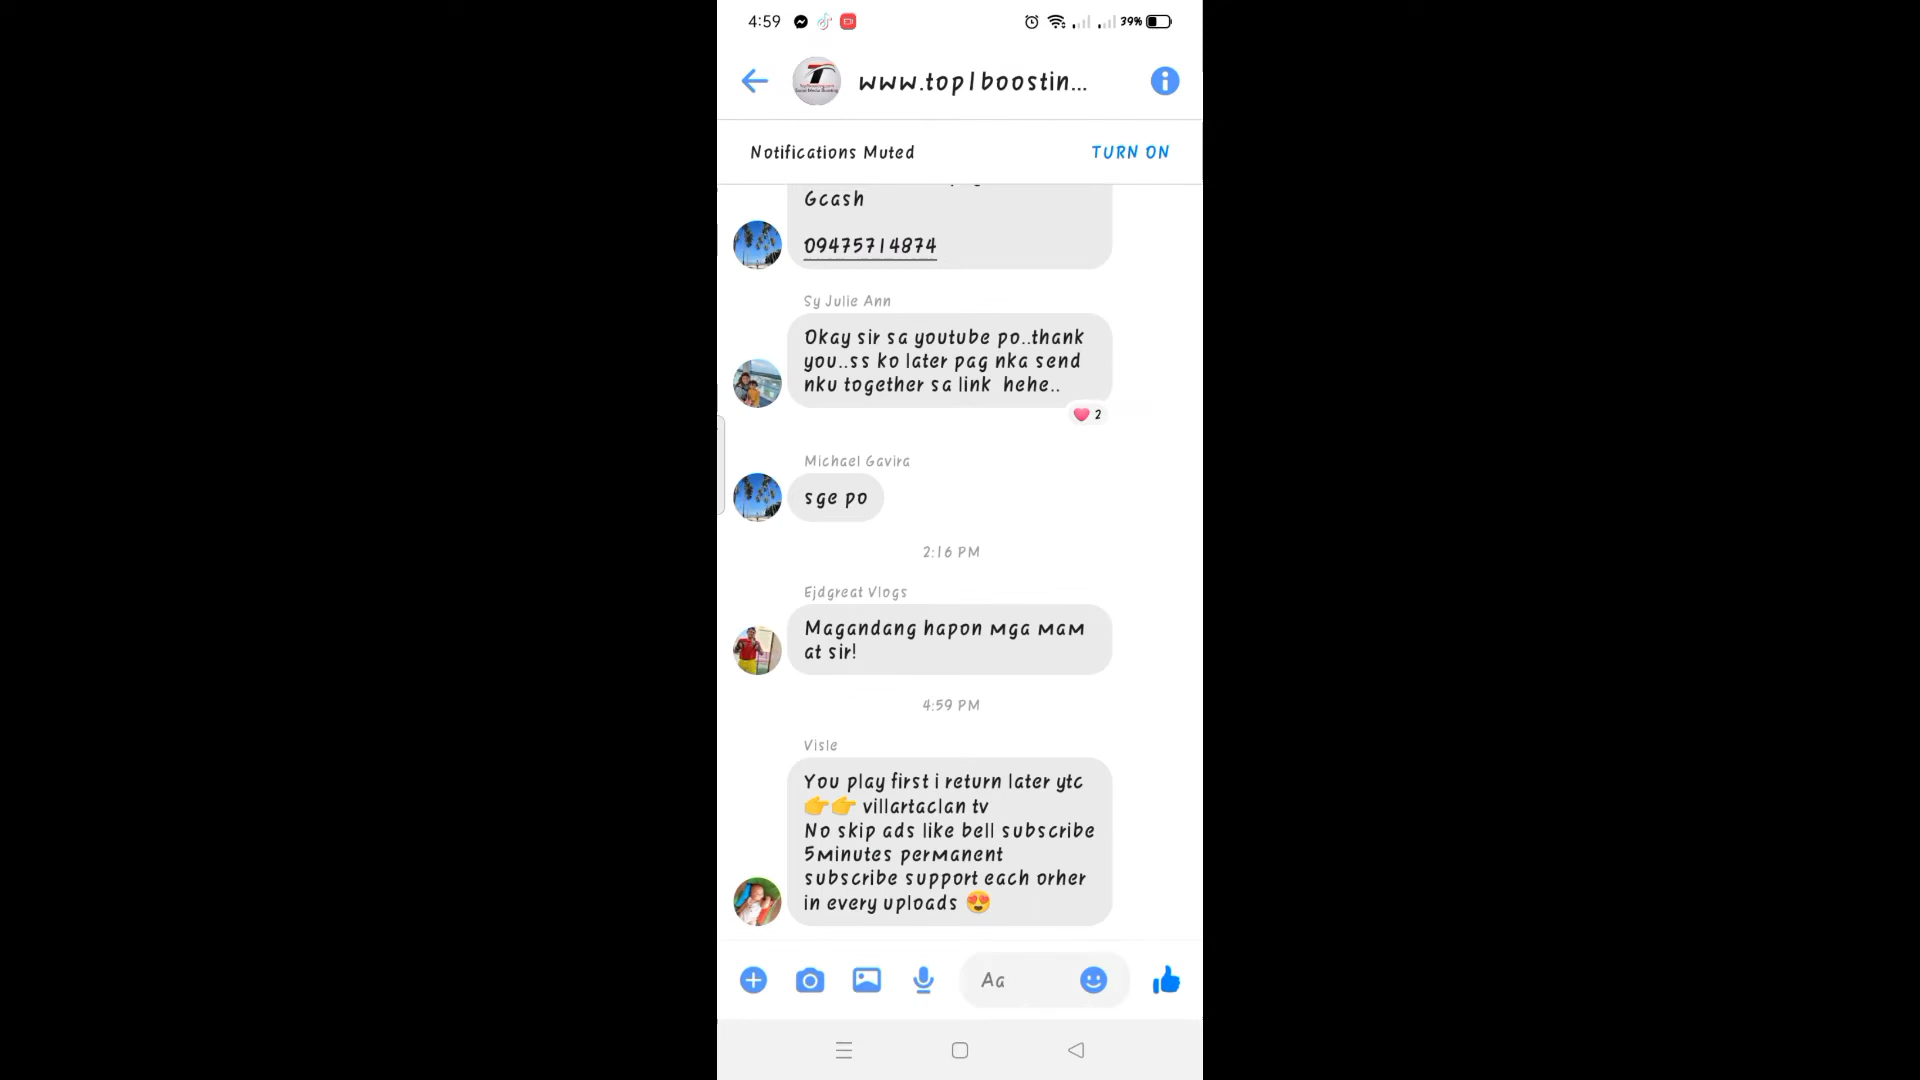 4:59
39%
www.top1boostin...
Notifications Muted
TURN ON
Gcash
09475714874
Sy Julie Ann
Okay sir sa youtube po..thank
you..ss ko later pag nka send
nku together sa link hehe..
2
Michael Gavira
sge po
2:16 PM
Ejdgreat Vlogs
Magandang hapon mga mam
at sir!
4:59 PM
Visle
You play first i return later ytc
👉👉 villartaclan tv
No skip ads like bell subscribe
5minutes permanent
subscribe support each orher
in every uploads 😍
Aa